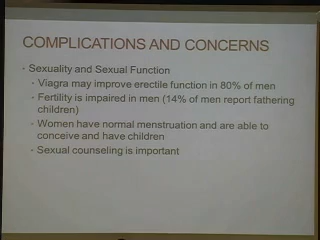 COMPLICATIONS AND CONCERNS
• Sexuality and Sexual Function
• Viagra may improve erectile function in 80% of men
• Fertility is impaired in men (14% of men report fathering
children)
• Women have normal menstruation and are able to
conceive and have children
• Sexual counseling is important